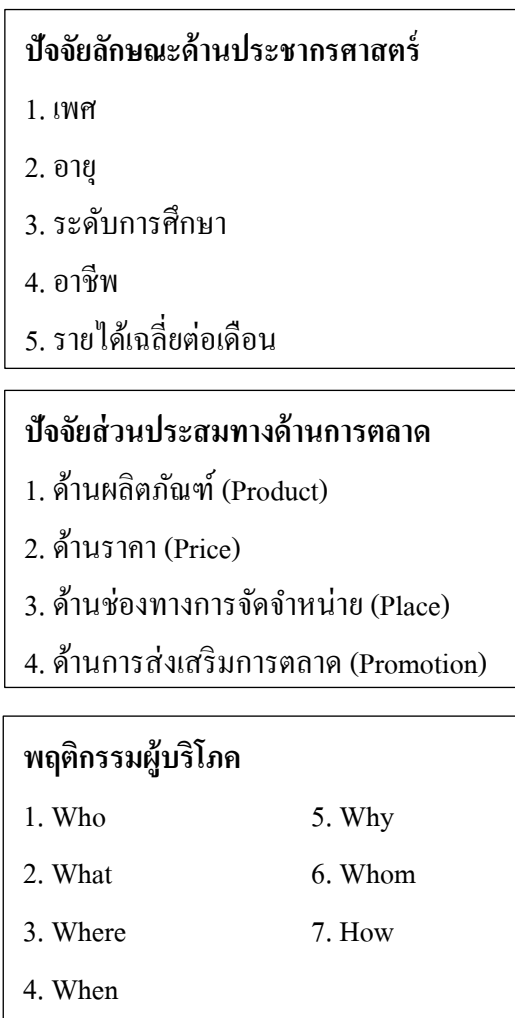 ปัจจัยลักษณะด้านประชากรศาสตร์
1. เพศ
2. อายุ
3. ระดับการศึกษา
4. อาชีพ
5. รายได้เฉลี่ยต่อเดือน
ปัจจัยส่วนประสมทางด้านการตลาด
1. ด้านผลิตภัณฑ์ (Product)
2. ด้านราคา (Price)
3. ด้านช่องทางการจัดจำหน่าย (Place)
4. ด้านการส่งเสริมการตลาด (Promotion)
พฤติกรรมผู้บริโภค
1. Who 5. Why
2. What 6. Whom
3. Where 7. How
4. When